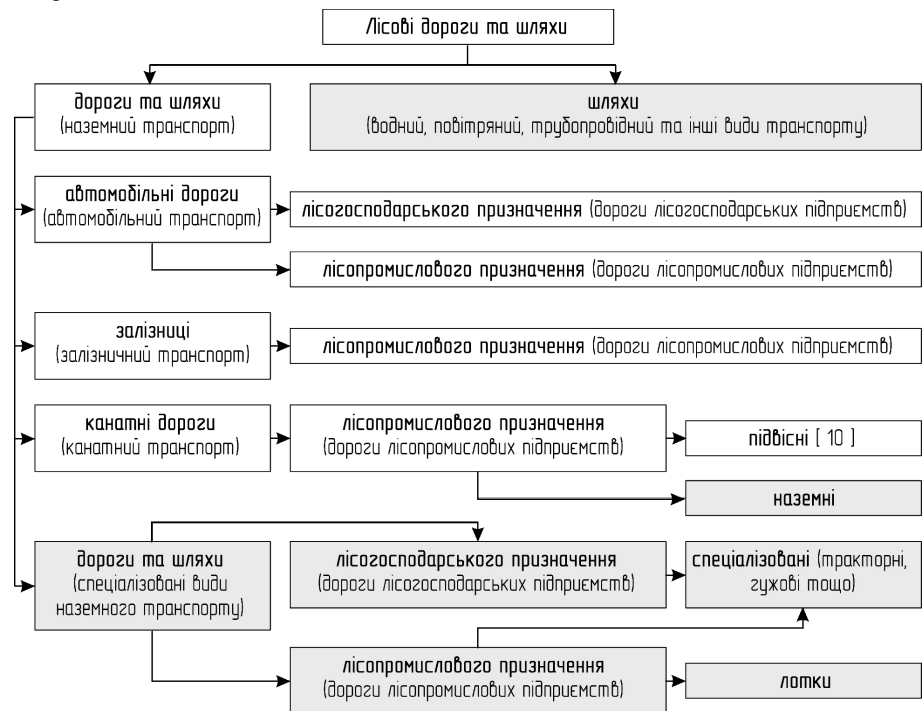 Лісові дороги та шляхи
дороги та шляхи
(наземний транспорт)
шляхи
(водний, повітряний, трубопровідний та інші види транспорту)
автомобільні дороги
(автомобільний транспорт)
лісогосподарського призначення (дороги лісогосподарських підприємств)
лісопромислового призначення (дороги лісопромислових підприємств)
залізниці
(залізничний транспорт)
лісопромислового призначення (дороги лісопромислових підприємств)
канатні дороги
(канатний транспорт)
лісопромислового призначення
(дороги лісопромислових підприємств)
підвісні [ 10 ]
наземні
дороги та шляхи
(спеціалізовані види
наземного транспорту)
лісогосподарського призначення
(дороги лісогосподарських підприємств)
спеціалізовані (тракторні,
гужові тощо)
лісопромислового призначення
(дороги лісопромислових підприємств)
лотки